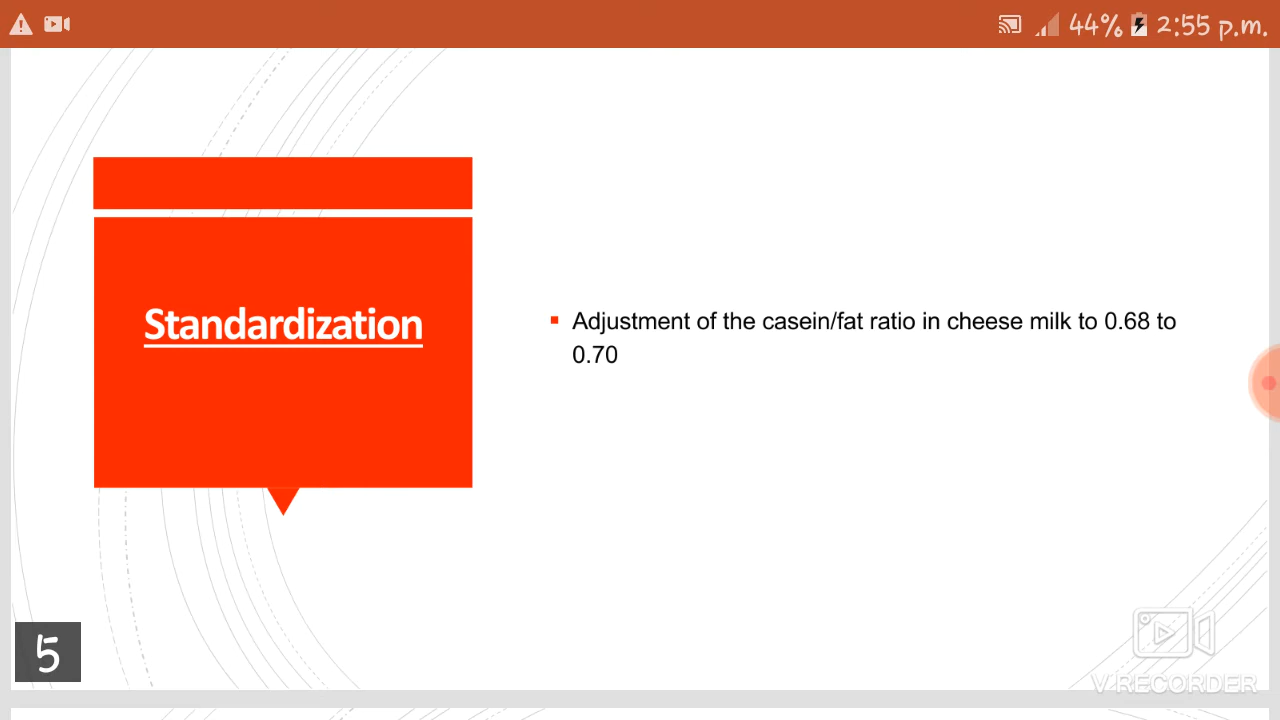 44% 2:55 p.m.
Standardization
▪ Adjustment of the casein/fat ratio in cheese milk to 0.68 to
0.70
5
V RECORDER